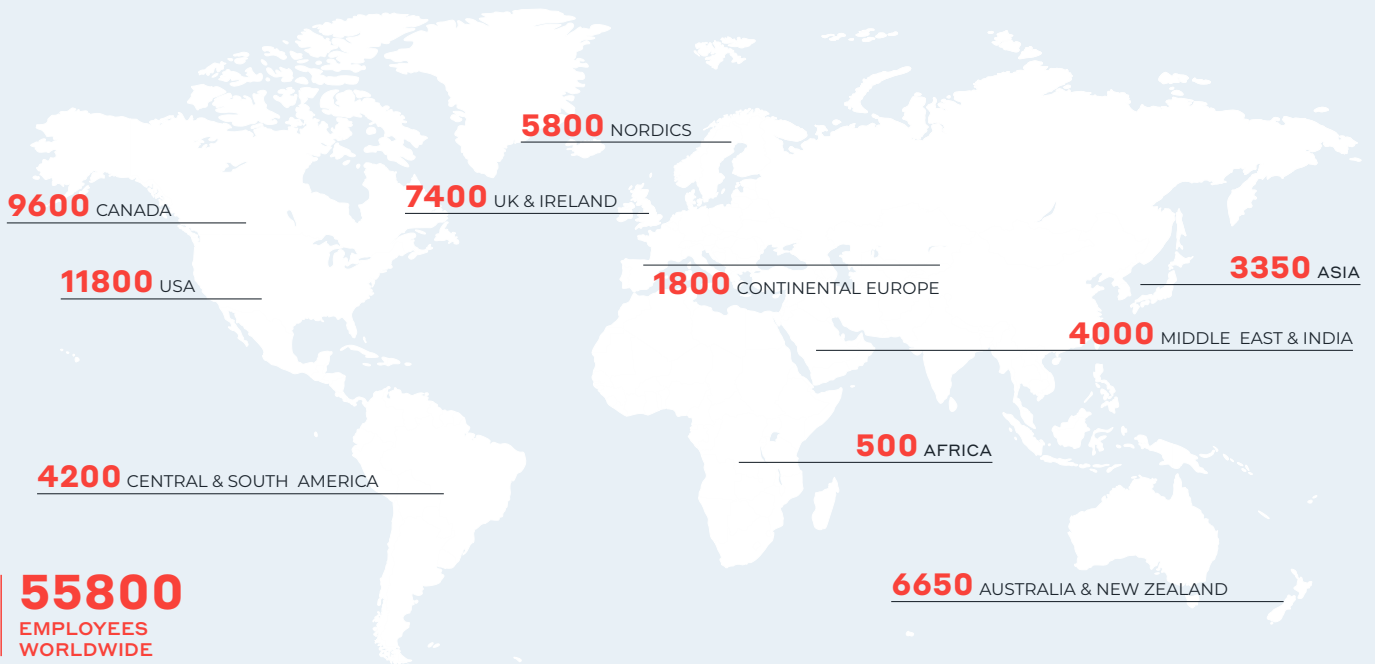 5800 NORDICS
9600 CANADA
7400 UK & IRELAND
11800 USA
1800 CONTINENTAL EUROPE
3350 ASIA
4000 MIDDLE EAST & INDIA
500 AFRICA
4200 CENTRAL & SOUTH AMERICA
6650 AUSTRALIA & NEW ZEALAND
55800
EMPLOYEES
WORLDWIDE